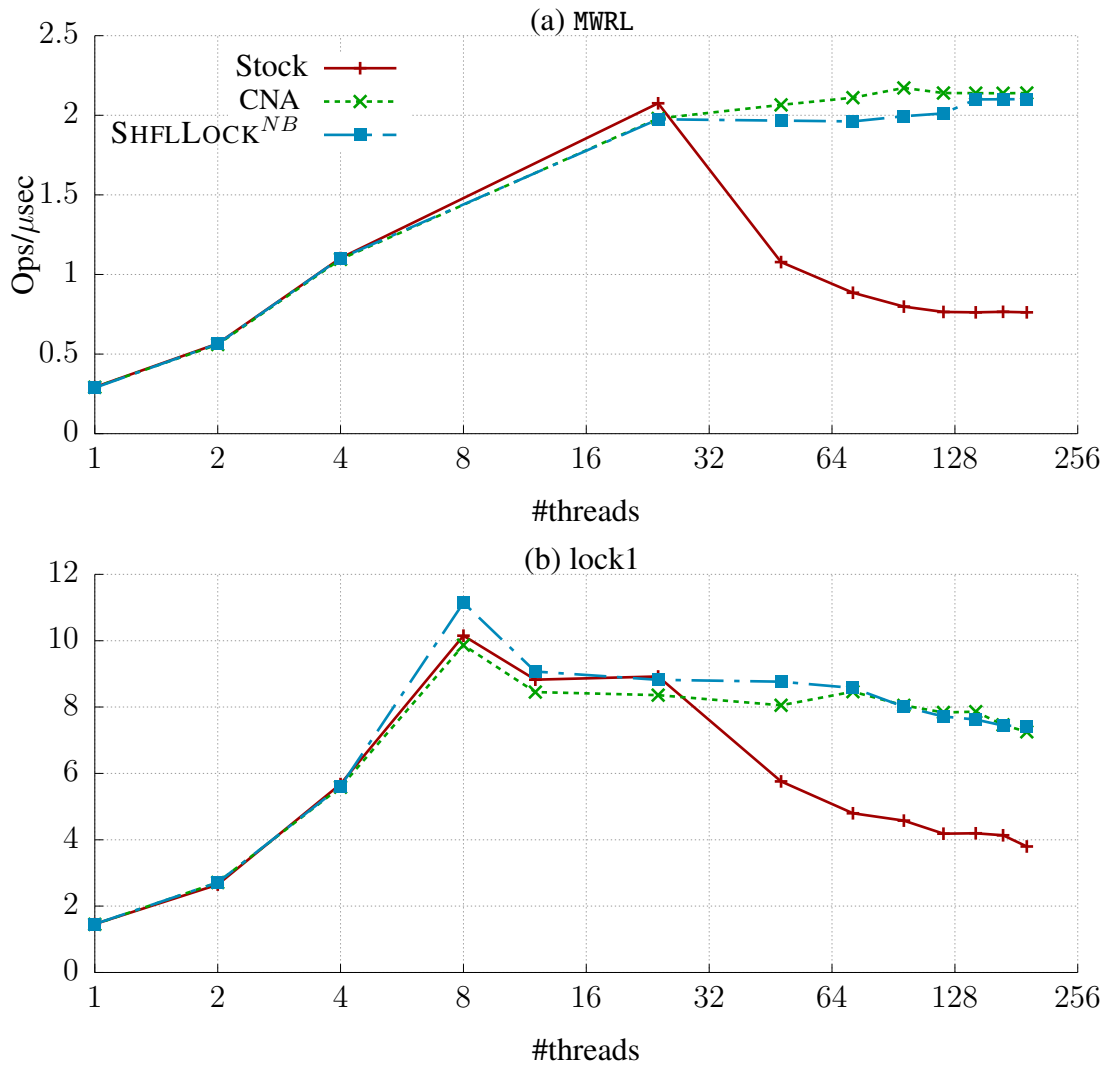 (a) MWRL
Ops/μsec
2.5
2
1.5
1
0.5
0
Stock
CNA
SHFLLOCK^NB
1 2 4 8 16 32 64 128 256
#threads
(b) lock1
12
10
8
6
4
2
0
1 2 4 8 16 32 64 128 256
#threads